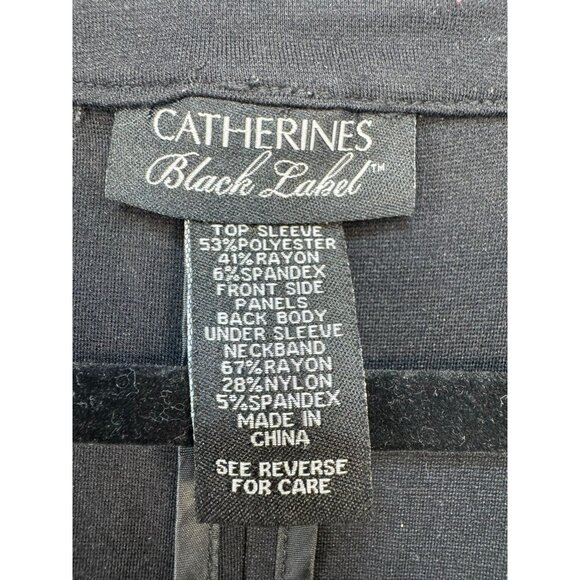 CATHERINES
Black Label™
TOP SLEEVE
53%POLYESTER
41%RAYON
6%SPANDEX
FRONT SIDE
PANELS
BACK BODY
UNDER SLEEVE
NECKBAND
67%RAYON
28%NYLON
5%SPANDEX
MADE IN
CHINA
SEE REVERSE
FOR CARE